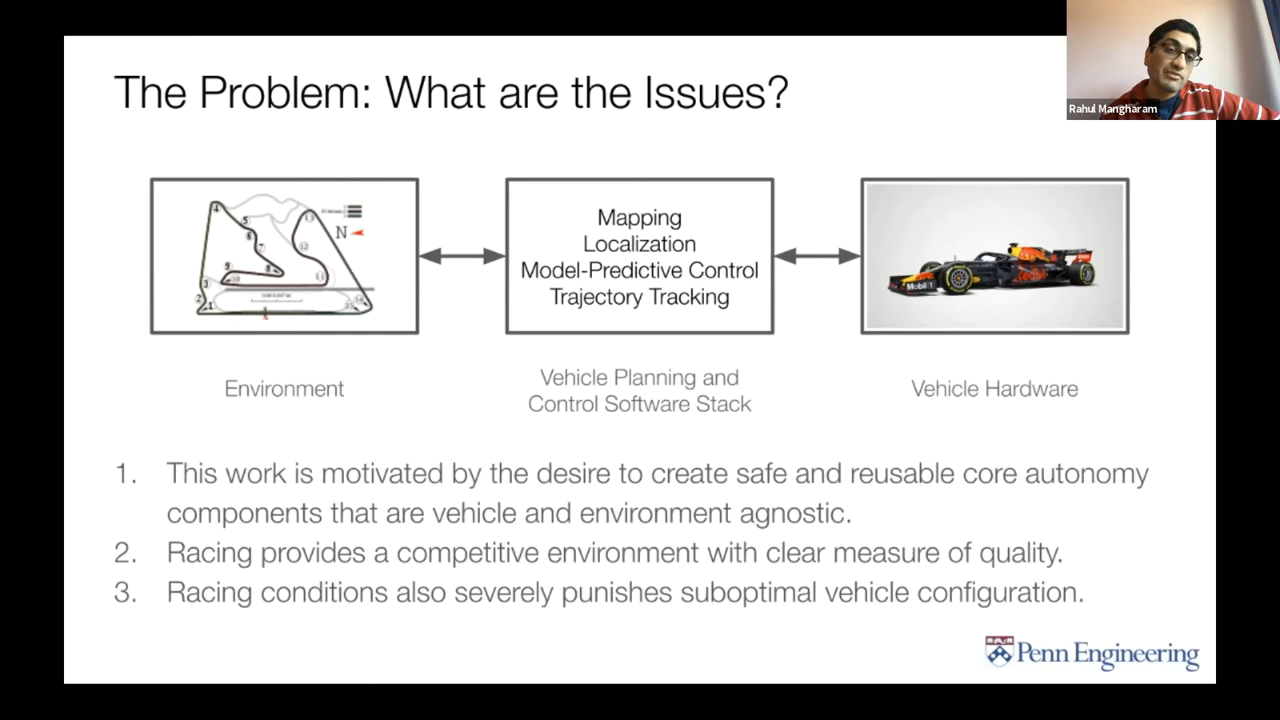 The Problem: What are the Issues?
Rahul Mangharam
N
Mapping
Localization
Model-Predictive Control
Trajectory Tracking
Mobil 1
Environment
Vehicle Planning and
Control Software Stack
Vehicle Hardware
1. This work is motivated by the desire to create safe and reusable core autonomy
components that are vehicle and environment agnostic.
2. Racing provides a competitive environment with clear measure of quality.
3. Racing conditions also severely punishes suboptimal vehicle configuration.
Penn Engineering